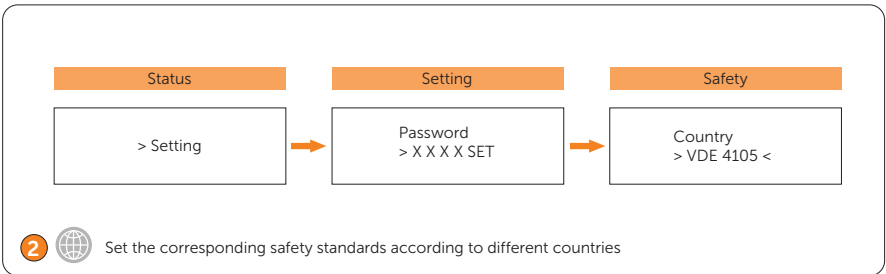 Status
Setting
Safety
> Setting
Password
> X X X X SET
Country
> VDE 4105 <
2 Set the corresponding safety standards according to different countries